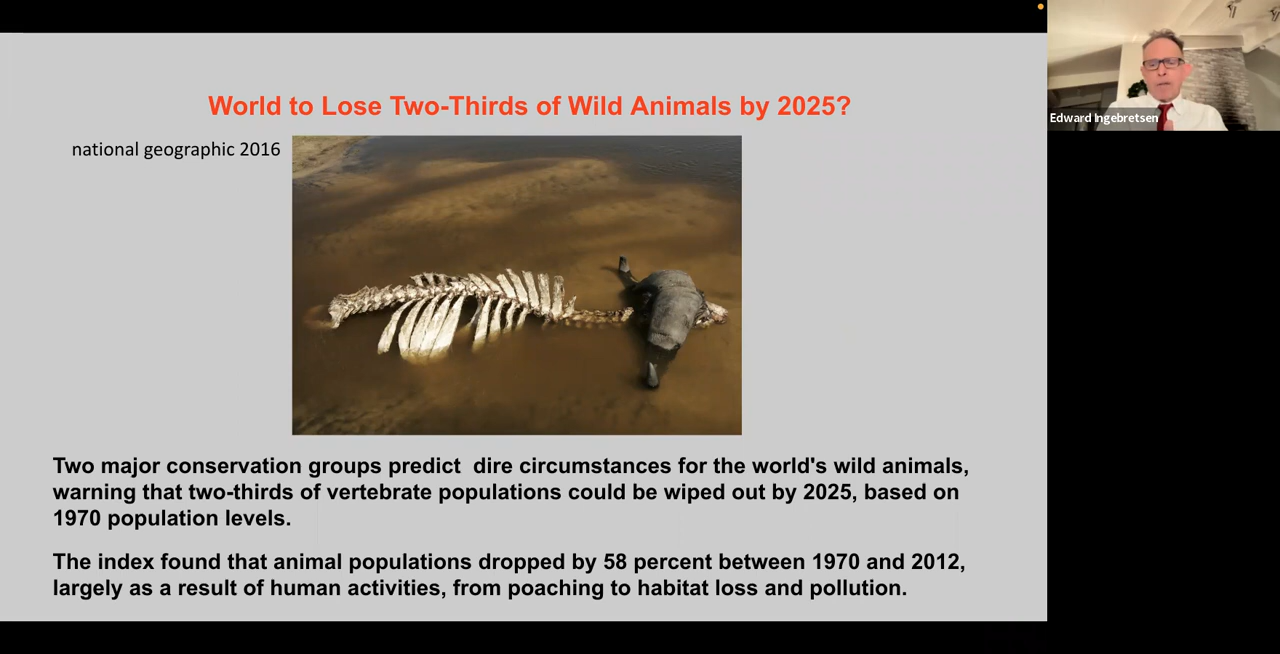 World to Lose Two-Thirds of Wild Animals by 2025?
national geographic 2016
Edward Ingebretsen
Two major conservation groups predict  dire circumstances for the world's wild animals,
warning that two-thirds of vertebrate populations could be wiped out by 2025, based on
1970 population levels.
The index found that animal populations dropped by 58 percent between 1970 and 2012,
largely as a result of human activities, from poaching to habitat loss and pollution.